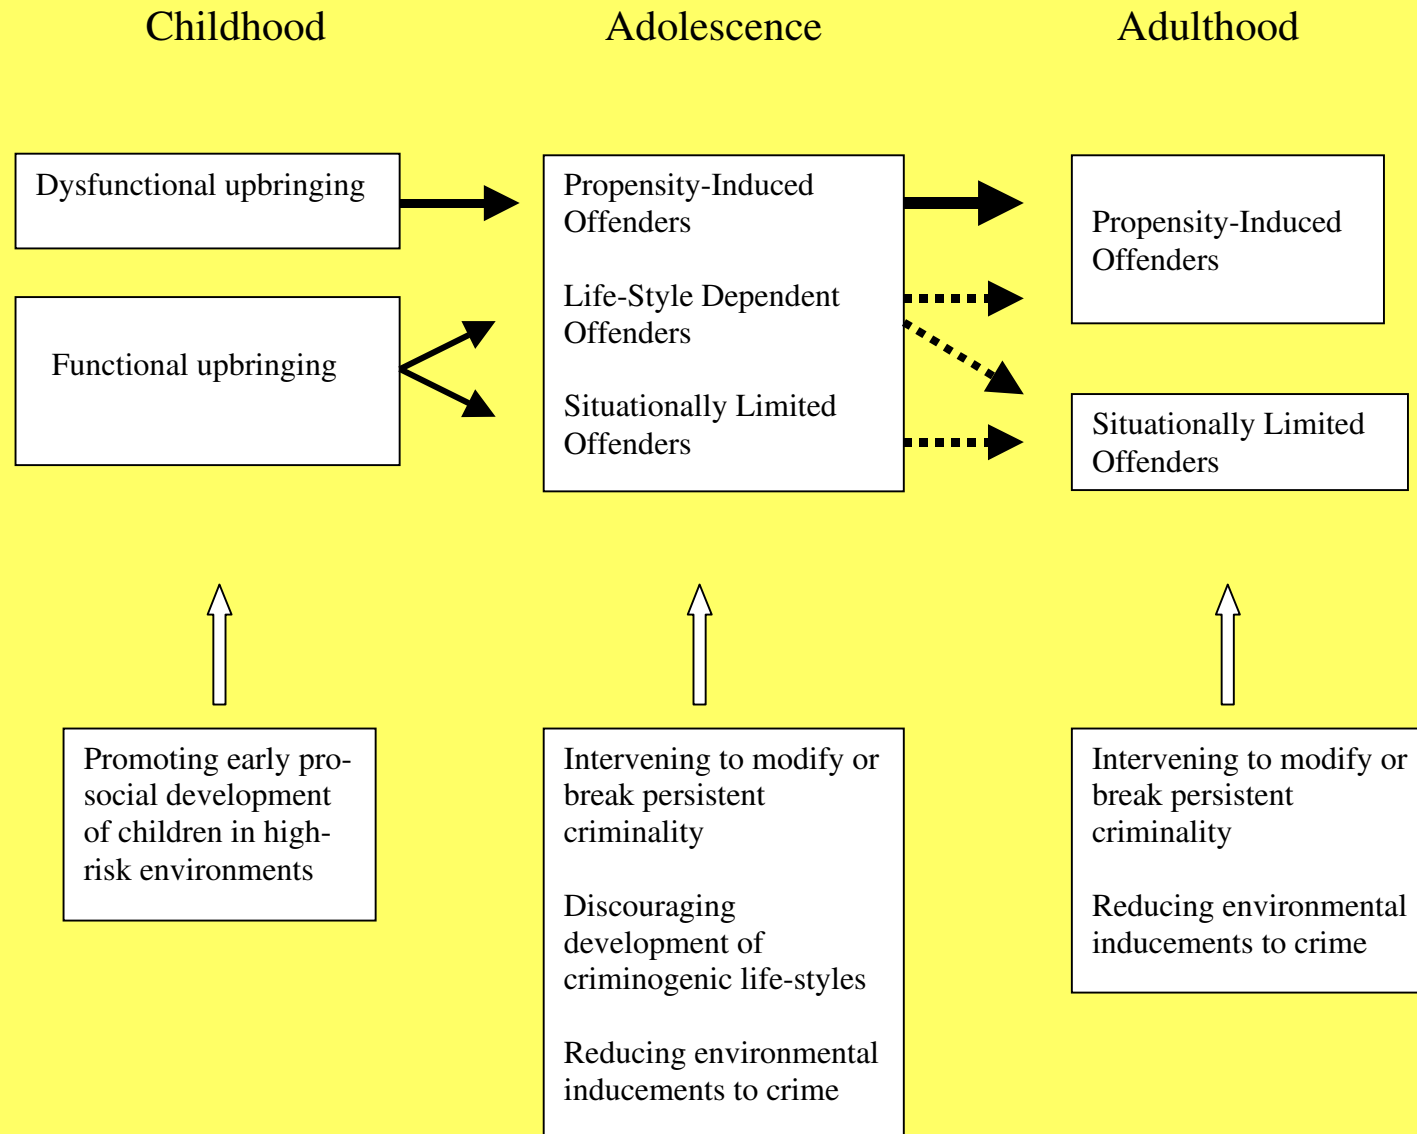 Childhood
Adolescence
Adulthood
Dysfunctional upbringing
Functional upbringing
Propensity-Induced
Offenders
Life-Style Dependent
Offenders
Situationally Limited
Offenders
Propensity-Induced
Offenders
Situationally Limited
Offenders
Promoting early pro-
social development
of children in high-
risk environments
Intervening to modify or
break persistent
criminality
Discouraging
development of
criminogenic life-styles
Reducing environmental
inducements to crime
Intervening to modify or
break persistent
criminality
Reducing environmental
inducements to crime